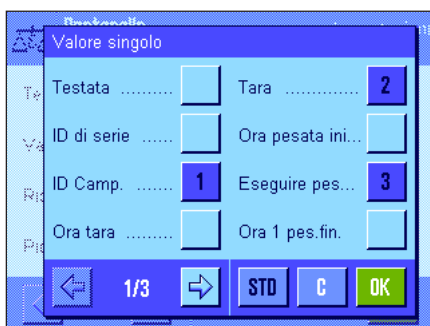 Valore singolo
Testata .......... Tara .............. 2
ID di serie ...... Ora pesata ini...
ID Camp. ....... 1 Eseguire pes... 3
Ora tara ......... Ora 1 pes.fin.
1/3 STD C OK